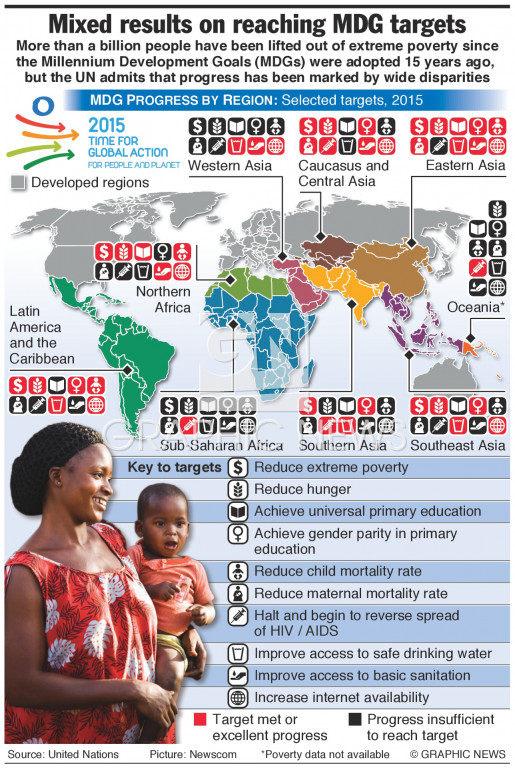 Mixed results on reaching MDG targets
More than a billion people have been lifted out of extreme poverty since
the Millennium Development Goals (MDGs) were adopted 15 years ago,
but the UN admits that progress has been marked by wide disparities
MDG PROGRESS BY REGION: Selected targets, 2015
2015
TIME FOR
GLOBAL ACTION
FOR PEOPLE AND PLANET
Western Asia
Caucasus and
Central Asia
Eastern Asia
Developed regions
Northern
Africa
Oceania*
Latin
America
and the
Caribbean
GN
GRAPHIC NEWS
Sub-Saharan Africa
Southern Asia
Southeast Asia
Key to targets
$ Reduce extreme poverty
Reduce hunger
Achieve universal primary education
Achieve gender parity in primary
education
Reduce child mortality rate
Reduce maternal mortality rate
Halt and begin to reverse spread
of HIV / AIDS
Improve access to safe drinking water
Improve access to basic sanitation
Increase internet availability
Target met or
excellent progress
Progress insufficient
to reach target
Source: United Nations
Picture: Newscom
*Poverty data not available
© GRAPHIC NEWS